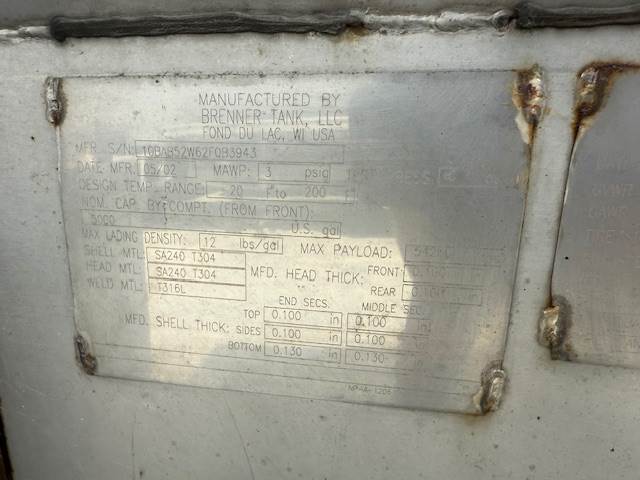 MANUFACTURED BY
BRENNER TANK, LLC
FOND DU LAC, WI USA
MFR. S/N:
DATE MFR. 05/02 MAWP: 3 psig
DESIGN TEMP. RANGE: -20 F to 200 F
NOM. CAP. BY COMPT. (FROM FRONT):
5000 U.S. gal
MAX LADING DENSITY: 12 lbs/gal MAX PAYLOAD:
SHELL MTL: SA240 T304
HEAD MTL: SA240 T304 MFD. HEAD THICK: FRONT
WELD MTL: T316L REAR
END SECS. MIDDLE SECS.
TOP 0.100 in 0.100 in
MFD. SHELL THICK: SIDES 0.100 in 0.100 in
BOTTOM 0.130 in 0.130 in